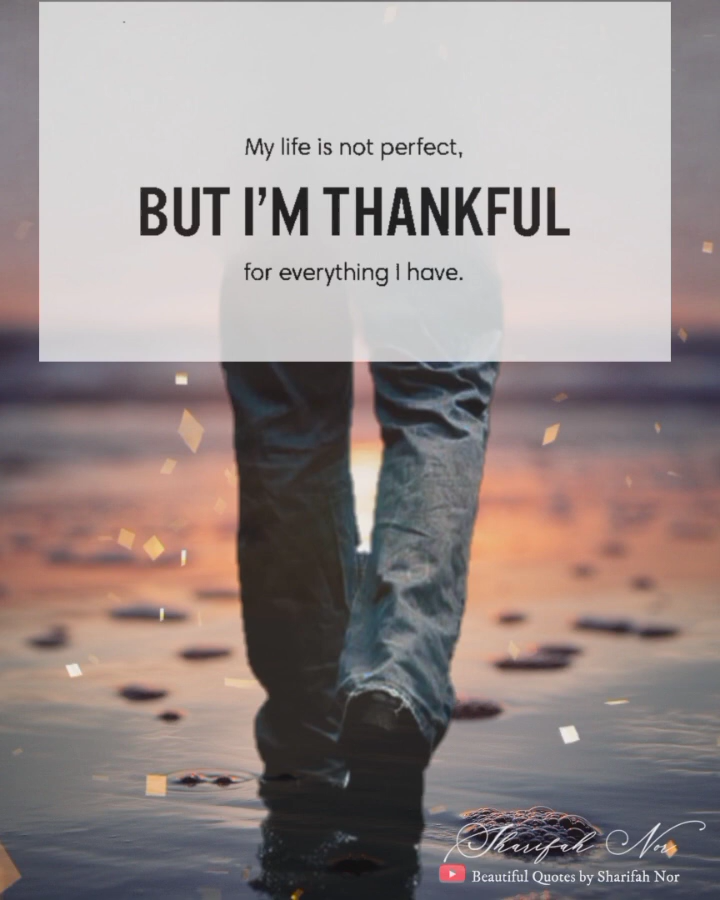 My life is not perfect,
BUT I'M THANKFUL
for everything I have.
Sharifah Nor
Beautiful Quotes by Sharifah Nor